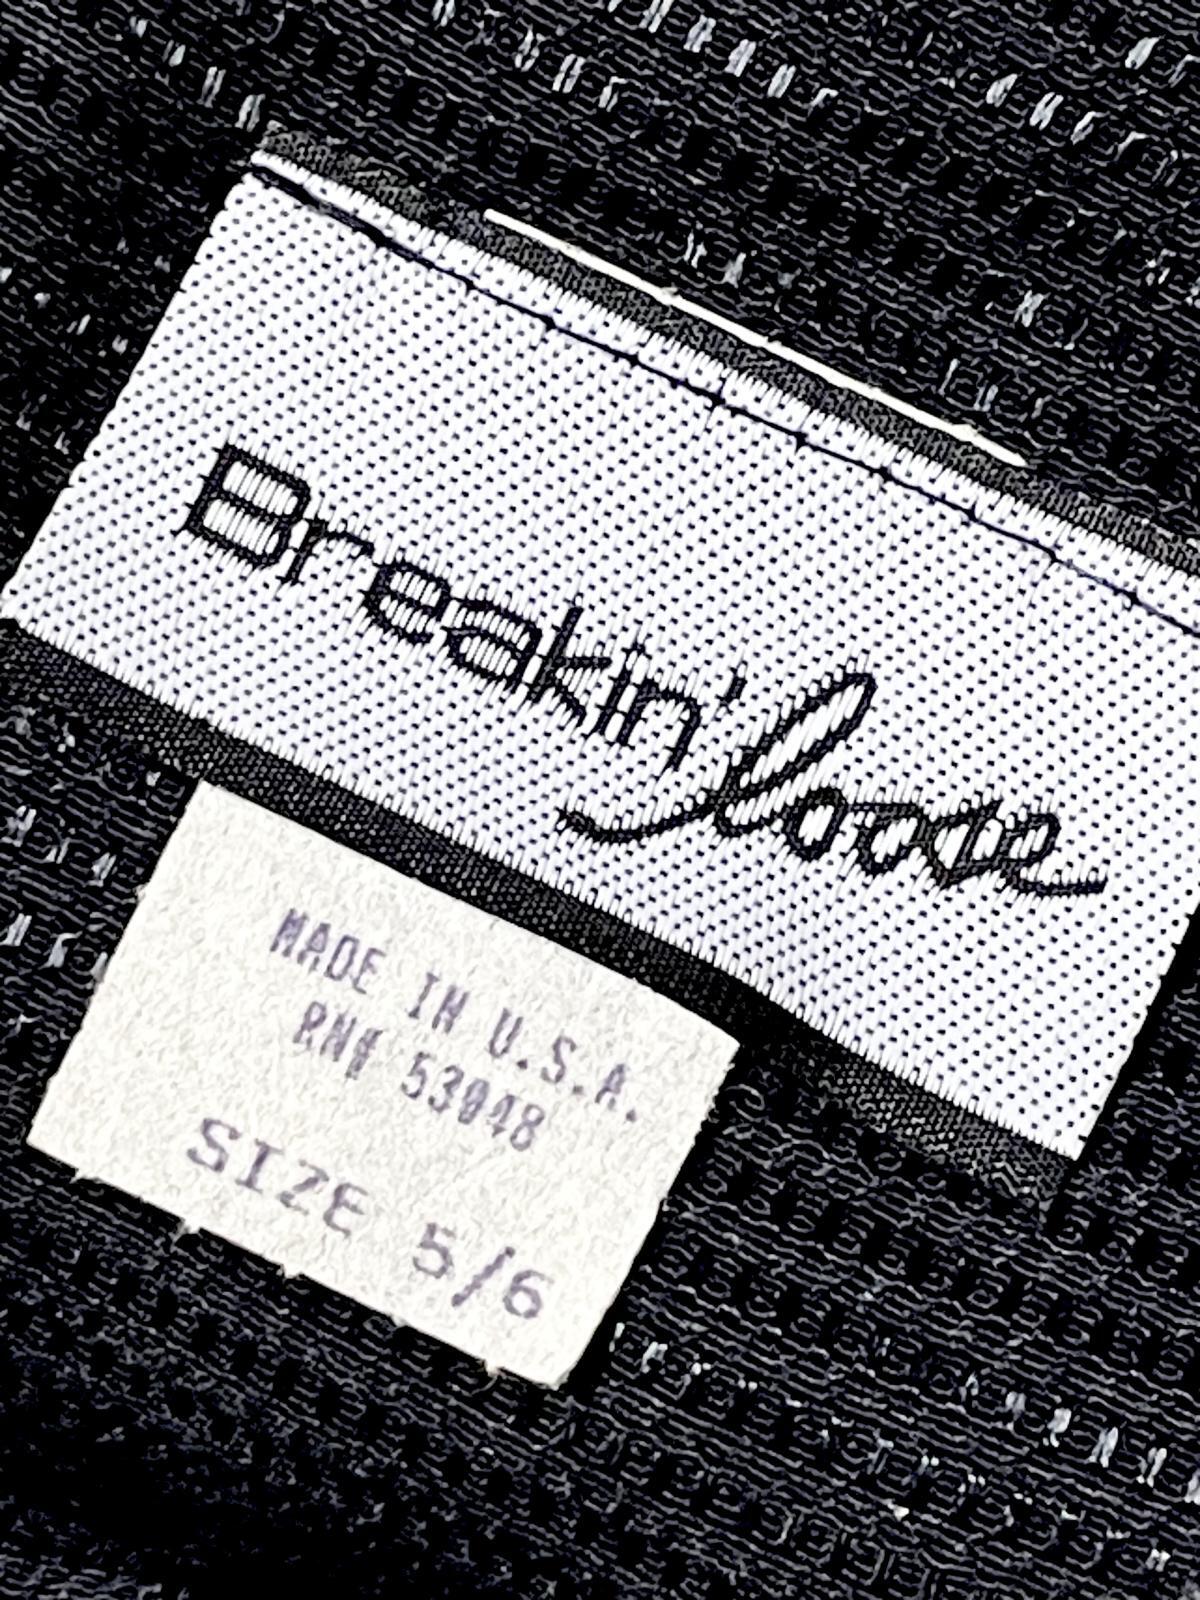 Breakin' loose
MADE IN U.S.A.
RN# 53048
SIZE 5/6